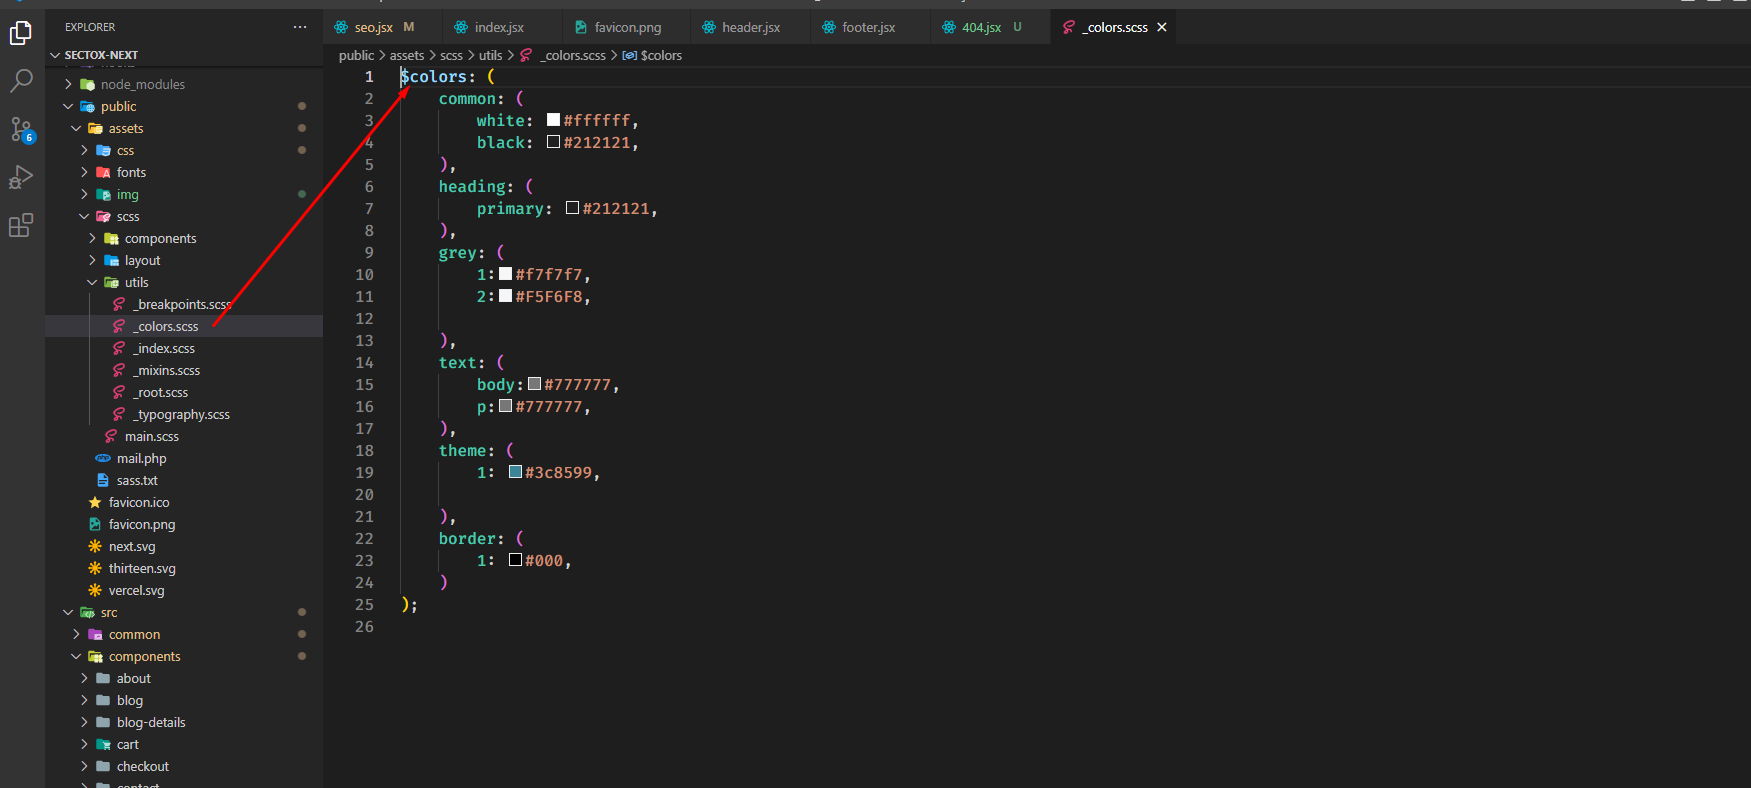 EXPLORER
SECTOX-NEXT
node_modules
public
assets
css
fonts
img
scss
components
layout
utils
_breakpoints.scss
_colors.scss
_index.scss
_mixins.scss
_root.scss
_typography.scss
main.scss
mail.php
sass.txt
favicon.ico
favicon.png
next.svg
thirteen.svg
vercel.svg
src
common
components
about
blog
blog-details
cart
checkout
6
seo.jsx M index.jsx favicon.png header.jsx footer.jsx 404.jsx U _colors.scss
public > assets > scss > utils > _colors.scss > $colors
1 $colors: (
2 common: (
3 white: #ffffff,
4 black: #212121,
5 ),
6 heading: (
7 primary: #212121,
8 ),
9 grey: (
10 1: #f7f7f7,
11 2: #F5F6F8,
12
13 ),
14 text: (
15 body: #777777,
16 p: #777777,
17 ),
18 theme: (
19 1: #3c8599,
20
21 ),
22 border: (
23 1: #000,
24 )
25 );
26